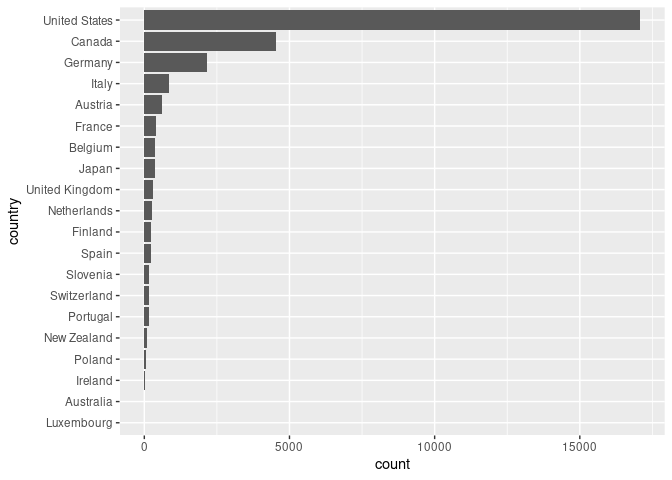 United States
Canada
Germany
Italy
Austria
France
Belgium
Japan
United Kingdom
Netherlands
Finland
Spain
Slovenia
Switzerland
Portugal
New Zealand
Poland
Ireland
Australia
Luxembourg
country
0 5000 10000 15000
count